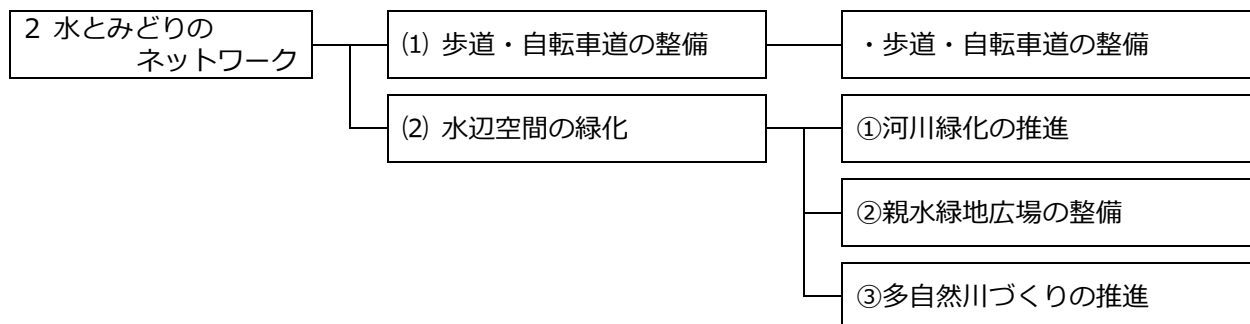 2 水とみどりの
ネットワーク
⑴ 歩道・自転車道の整備
・歩道・自転車道の整備
⑵ 水辺空間の緑化
①河川緑化の推進
②親水緑地広場の整備
③多自然川づくりの推進